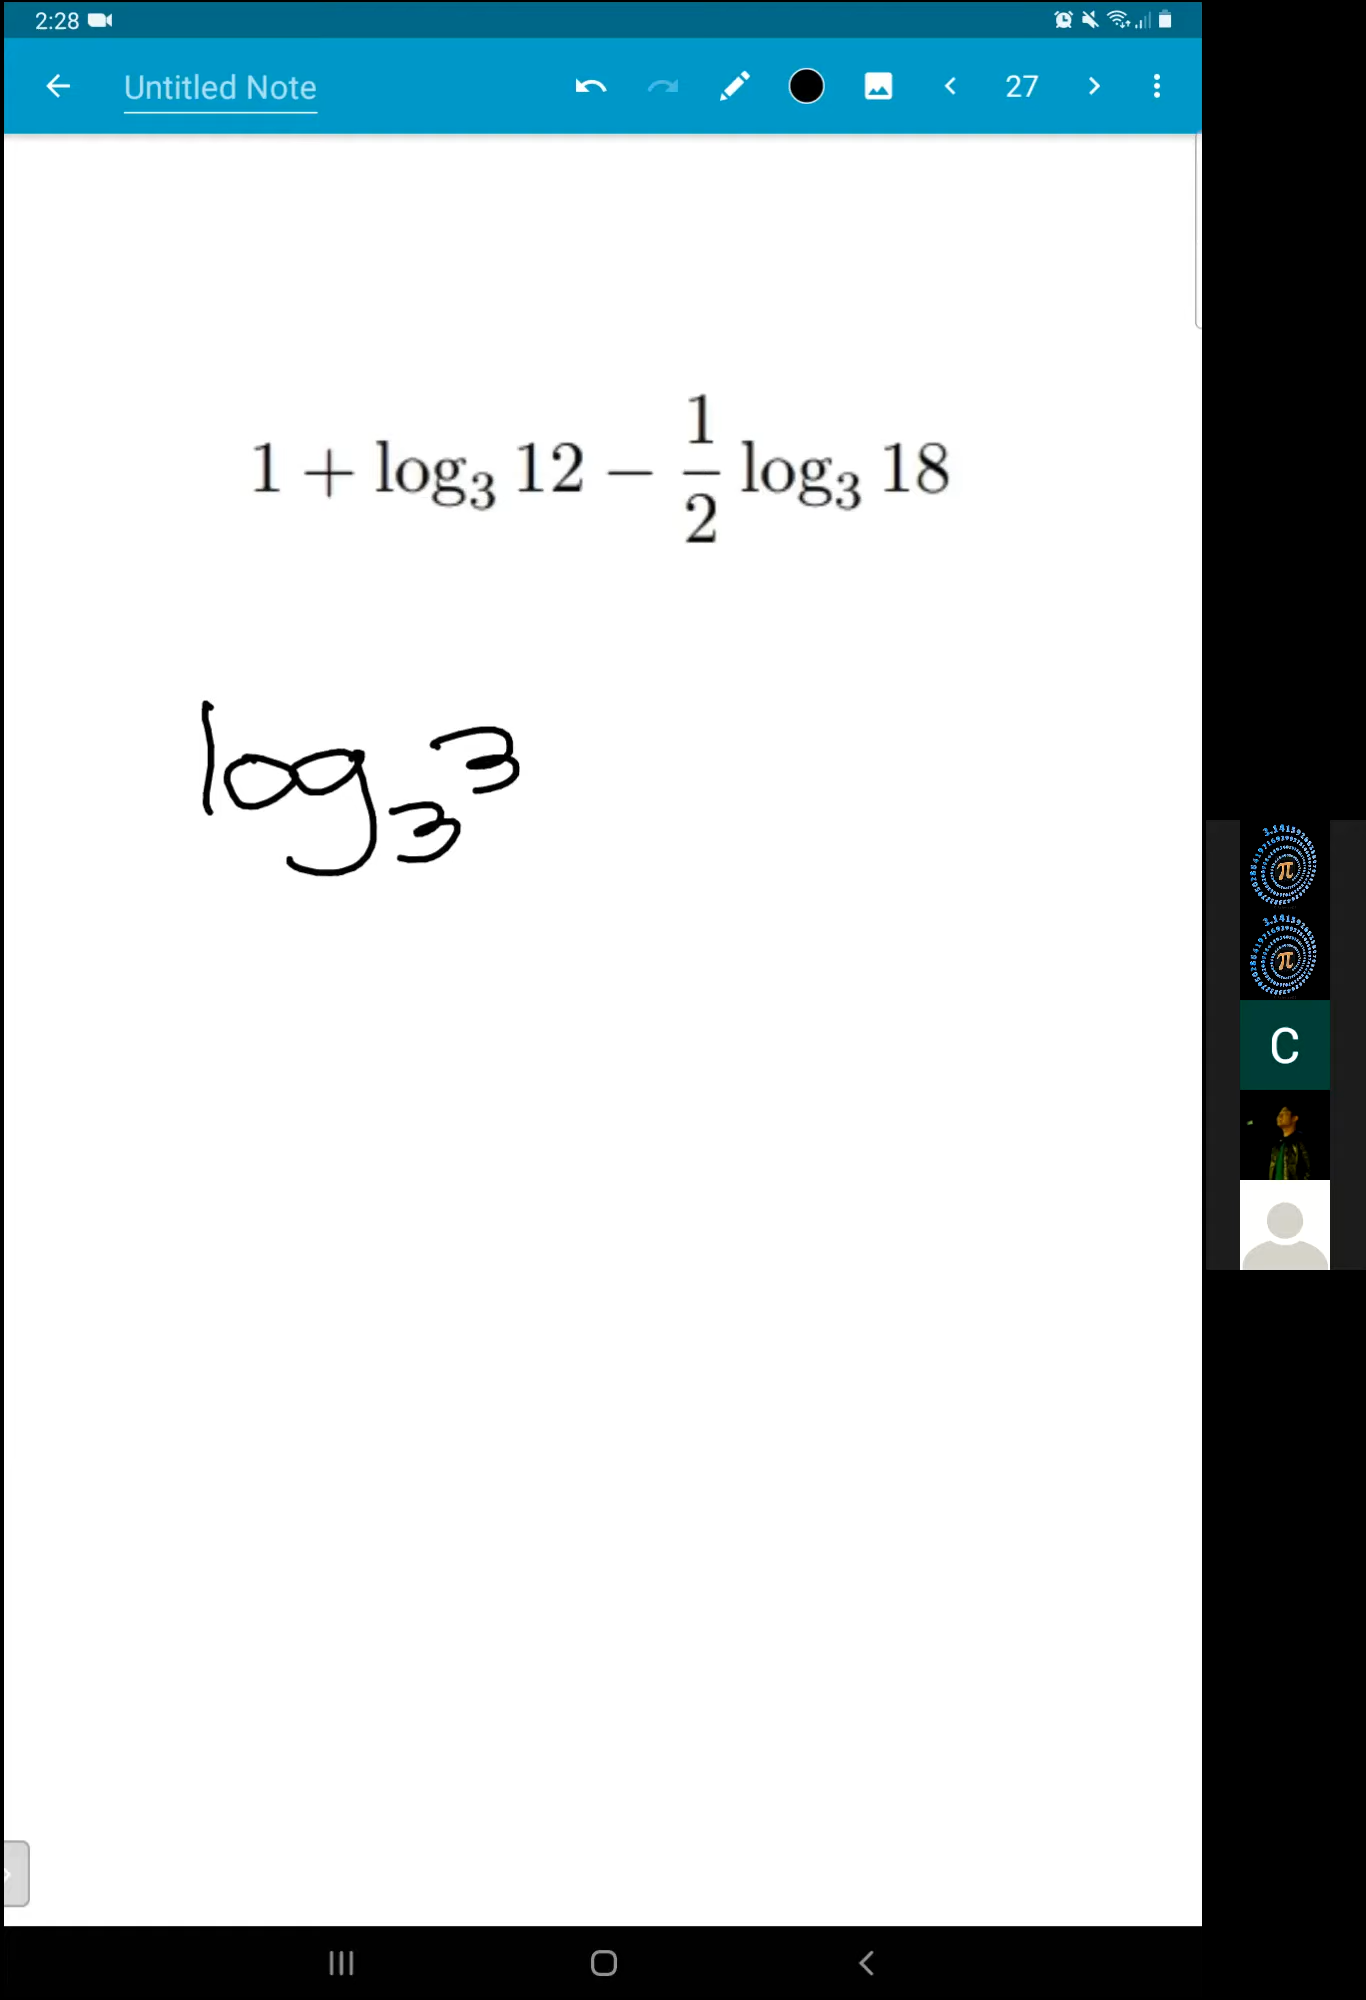 2:28
Untitled Note 27
1 + log₃ 12 − 1/2 log₃ 18
log₃ 3
π
π
C